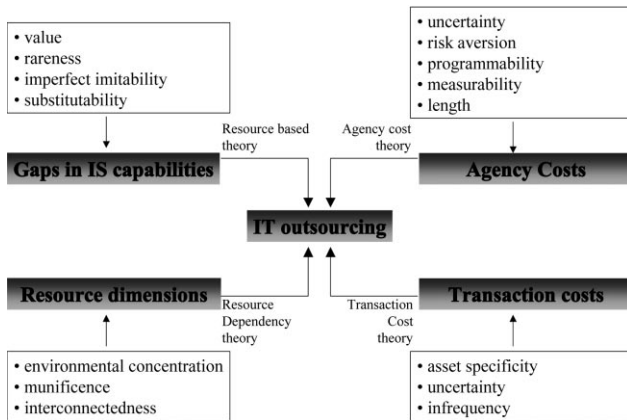 • value
• rareness
• imperfect imitability
• substitutability
• uncertainty
• risk aversion
• programmability
• measurability
• length
Resource based
theory
Agency cost
theory
Gaps in IS capabilities
Agency Costs
IT outsourcing
Resource dimensions
Transaction costs
Resource
Dependency
theory
Transaction
Cost
theory
• environmental concentration
• munificence
• interconnectedness
• asset specificity
• uncertainty
• infrequency